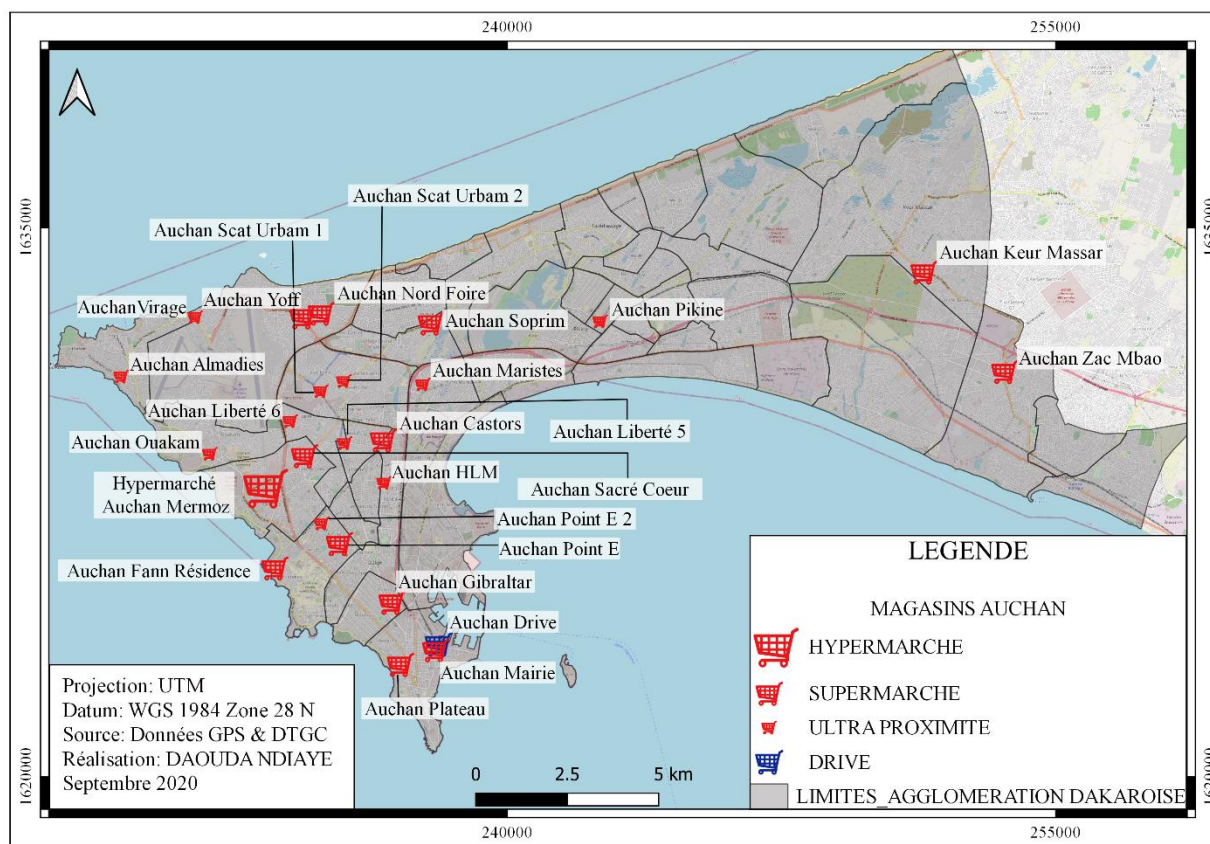 240000
255000
1635000
1635000
Auchan Scat Urbam 2
Auchan Scat Urbam 1
Auchan Keur Massar
AuchanVirage
Auchan Yoff
Auchan Nord Foire
Auchan Soprim
Auchan Pikine
Auchan Almadies
Auchan Maristes
Auchan Zac Mbao
Auchan Liberté 6
Auchan Castors
Auchan Liberté 5
Auchan Ouakam
Auchan HLM
Hypermarché
Auchan Mermoz
Auchan Sacré Coeur
Auchan Point E 2
Auchan Point E
Auchan Fann Résidence
Auchan Gibraltar
Auchan Drive
Auchan Mairie
Auchan Plateau
LEGENDE
MAGASINS AUCHAN
HYPERMARCHE
SUPERMARCHE
ULTRA PROXIMITE
DRIVE
LIMITES_AGGLOMERATION DAKAROISE
Projection: UTM
Datum: WGS 1984 Zone 28 N
Source: Données GPS & DTGC
Réalisation: DAOUDA NDIAYE
Septembre 2020
0 2.5 5 km
1620000
1620000
240000
255000